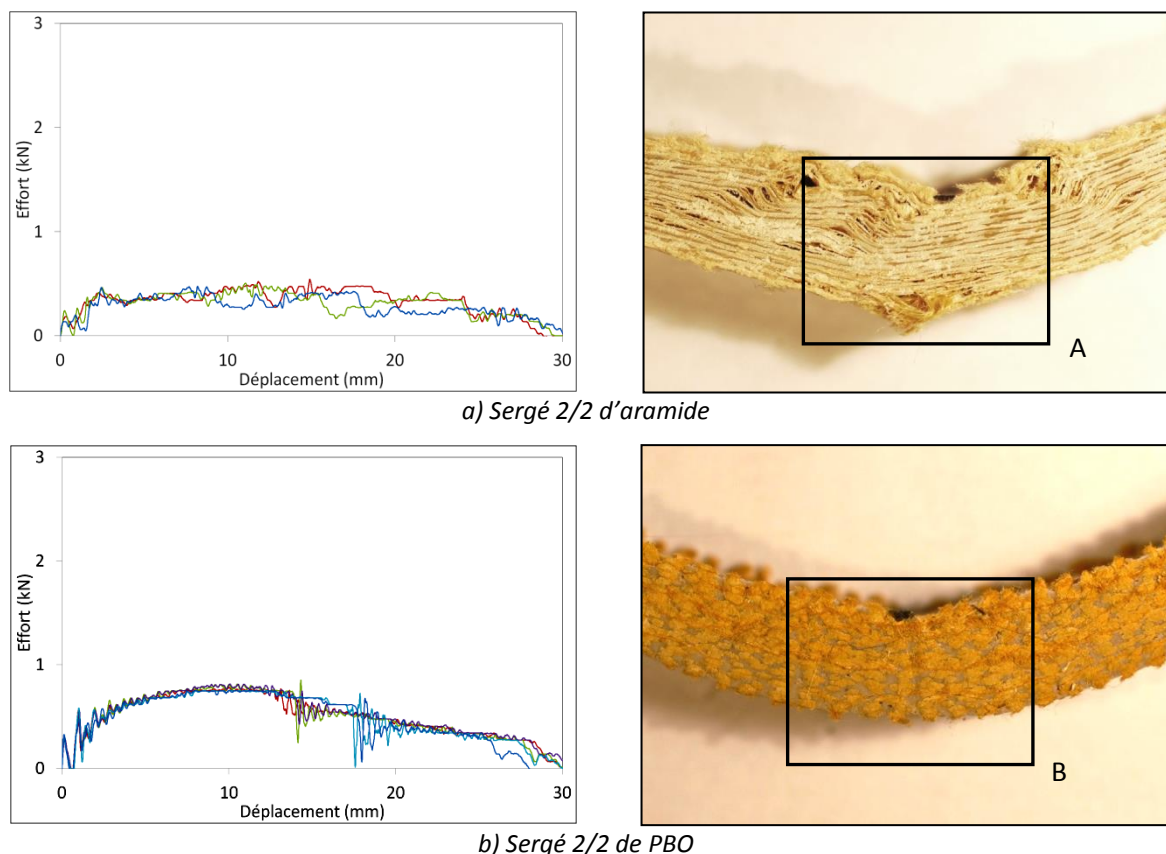 3
2
1
0
Effort (kN)
0
10
20
30
Déplacement (mm)
A
a) Sergé 2/2 d’aramide
3
2
1
0
Effort (kN)
0
10
20
30
Déplacement (mm)
B
b) Sergé 2/2 de PBO